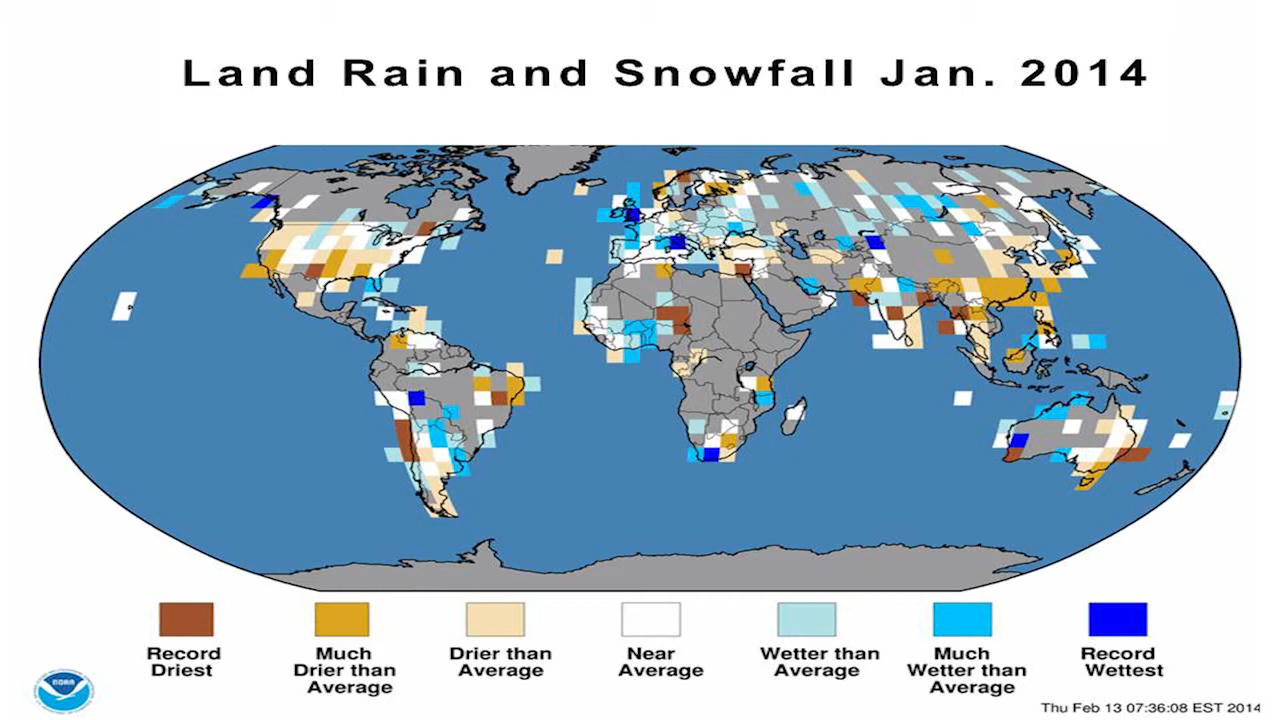 Land Rain and Snowfall Jan. 2014
Record
Driest
Much
Drier than
Average
Drier than
Average
Near
Average
Wetter than
Average
Much
Wetter than
Average
Record
Wettest
NOAA
Thu Feb 13 07:36:08 EST 2014